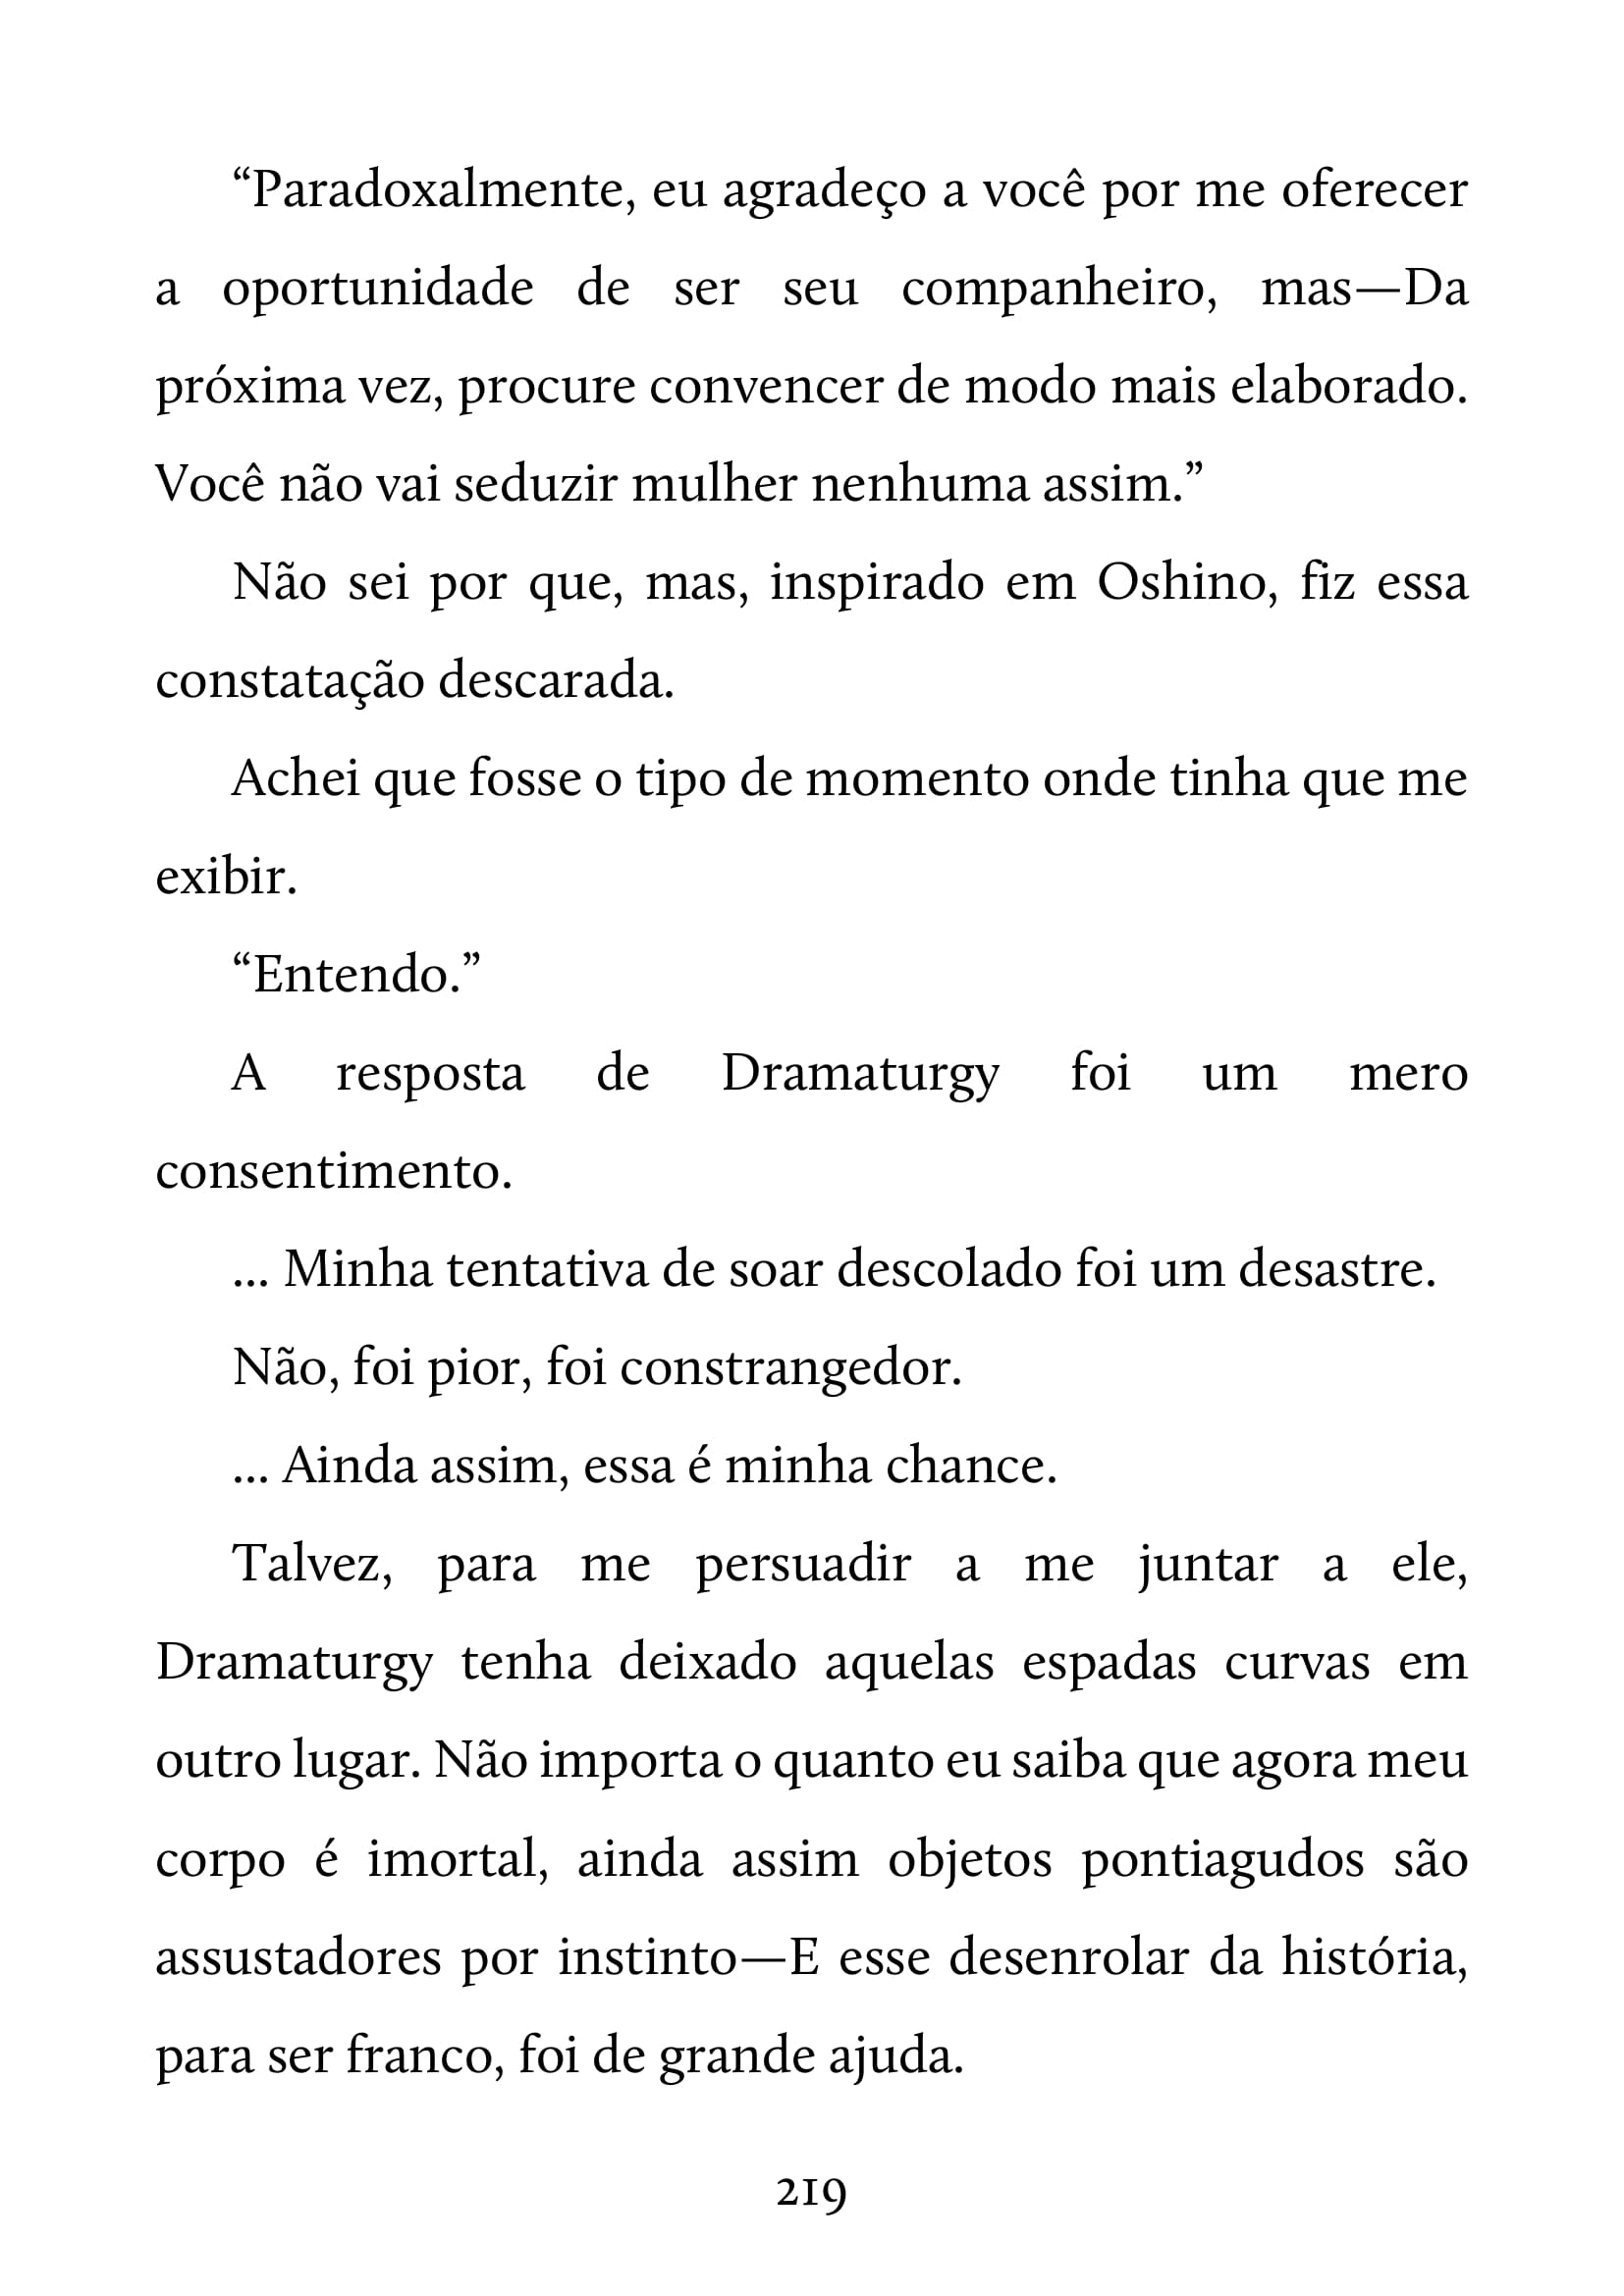 “Paradoxalmente, eu agradeço a você por me oferecer
a oportunidade de ser seu companheiro, mas—Da
próxima vez, procure convencer de modo mais elaborado.
Você não vai seduzir mulher nenhuma assim.”
Não sei por que, mas, inspirado em Oshino, fiz essa
constatação descarada.
Achei que fosse o tipo de momento onde tinha que me
exibir.
“Entendo.”
A resposta de Dramaturgy foi um mero
consentimento.
... Minha tentativa de soar descolado foi um desastre.
Não, foi pior, foi constrangedor.
... Ainda assim, essa é minha chance.
Talvez, para me persuadir a me juntar a ele,
Dramaturgy tenha deixado aquelas espadas curvas em
outro lugar. Não importa o quanto eu saiba que agora meu
corpo é imortal, ainda assim objetos pontiagudos são
assustadores por instinto—E esse desenrolar da história,
para ser franco, foi de grande ajuda.
219